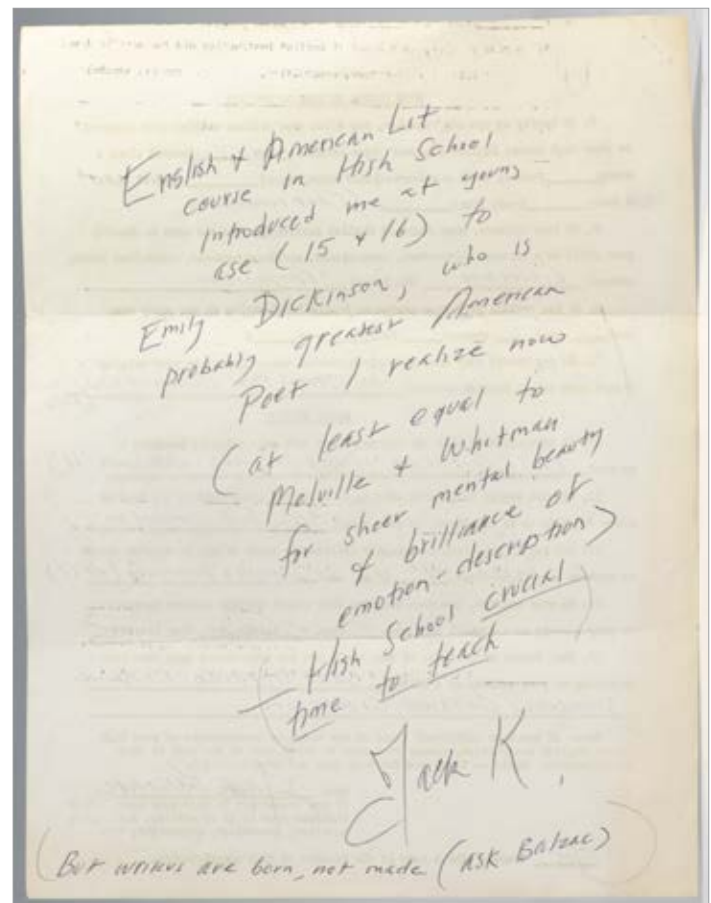 English & American Lit
course in High School
introduced me at young
age (15 & 16) to
Emily Dickinson, who is
probably greatest American
Poet I realize now
(at least equal to
Melville & Whitman
for sheer mental beauty
& brilliance of
emotion-description)
— High School crucial
time to teach
Jack K.
(But writers are born, not made (ask Balzac)